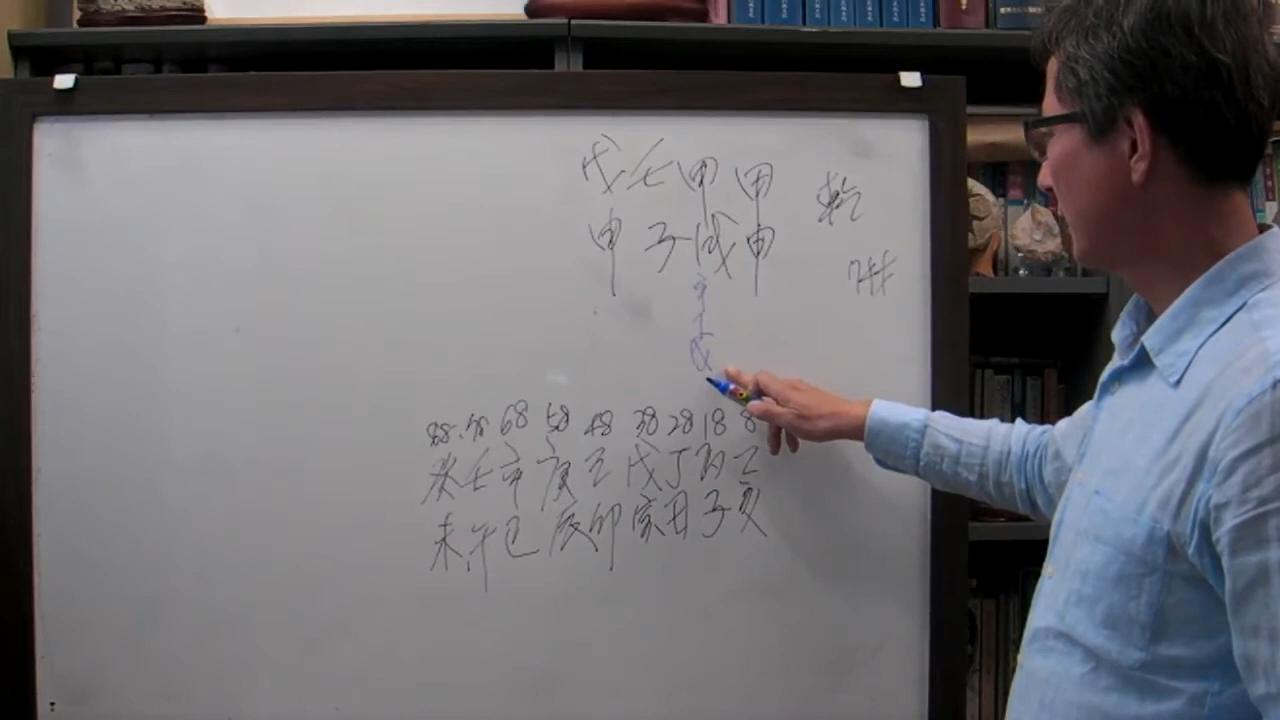 戊壬甲甲 乾
申子戌申
辛
丁
戊
88 78 68 58 48 38 28 18 8
癸壬辛庚己戊丁丙乙
未午巳辰卯寅丑子亥